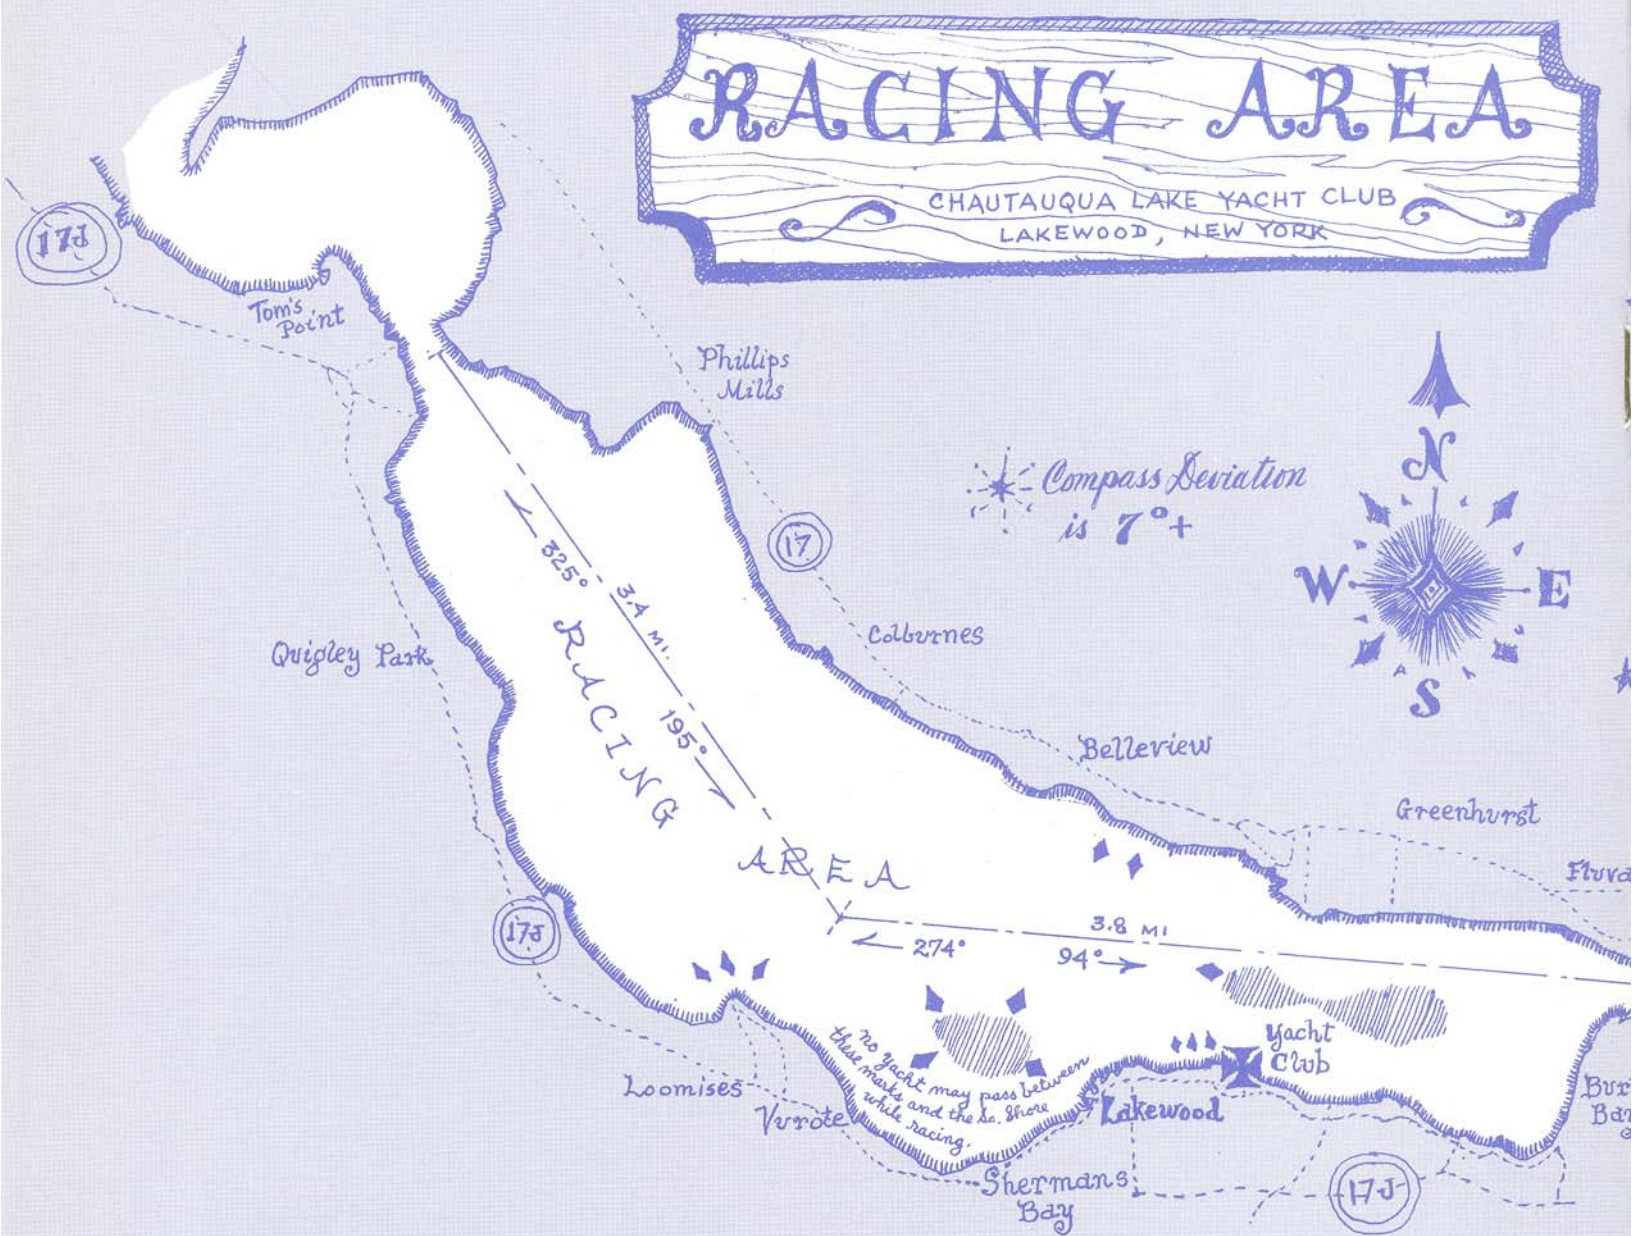 RACING AREA
CHAUTAUQUA LAKE YACHT CLUB
LAKEWOOD, NEW YORK
17J
Tom's
Point
Phillips
Mills
N
W
E
S
Compass Deviation
is 7°+
17
325°
3.4 MI.
195°
RACING
AREA
Quigley Park
Colburnes
Belleview
Greenhurst
3.8 MI
274°
94°
17J
Yacht
Club
no yacht may pass between
these marks and the so. shore
while racing.
Loomises
Vurote
Lakewood
Shermans
Bay
17J